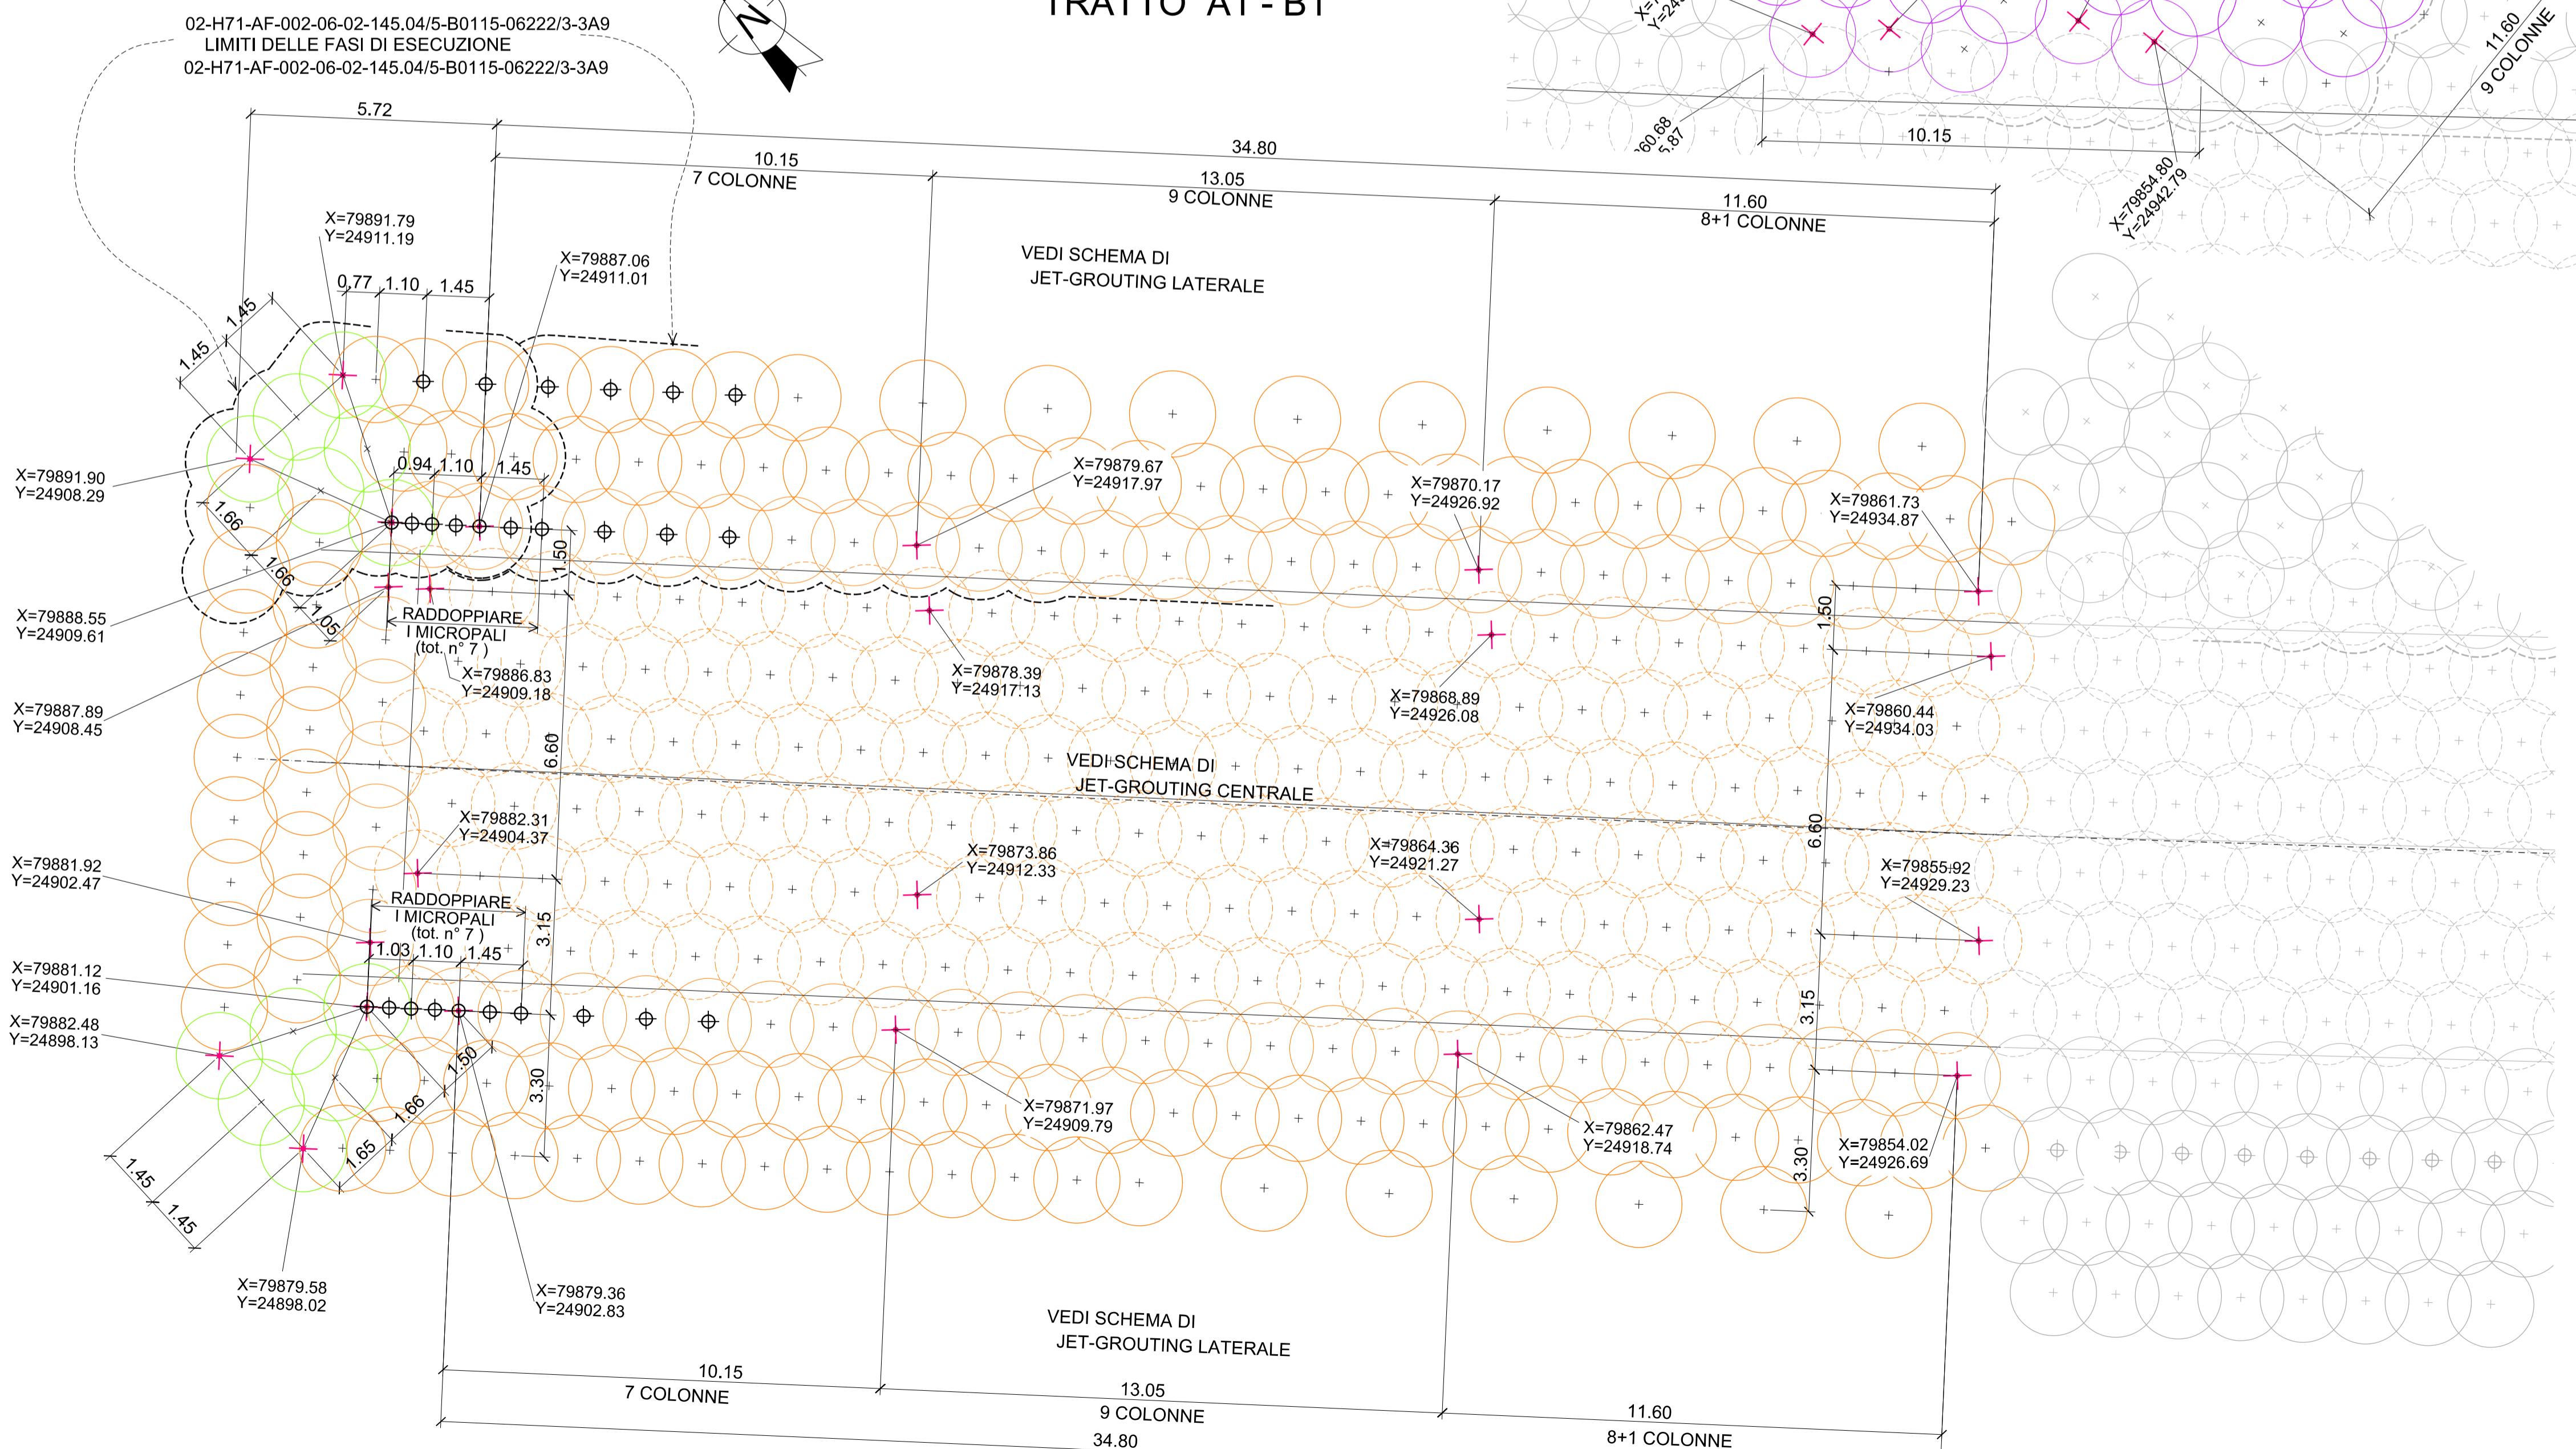 TRATTO A1 - B1
02-H71-AF-002-06-02-145.04/5-B0115-06222/3-3A9
LIMITI DELLE FASI DI ESECUZIONE
02-H71-AF-002-06-02-145.04/5-B0115-06222/3-3A9
N
11.60
9 COLONNE
10.15
X=79854.80
Y=24942.79
5.72
34.80
10.15
7 COLONNE
13.05
9 COLONNE
11.60
8+1 COLONNE
X=79891.79
Y=24911.19
X=79887.06
Y=24911.01
VEDI SCHEMA DI
JET-GROUTING LATERALE
0.77
1.10
1.45
1.45
1.45
X=79891.90
Y=24908.29
0.94
1.10
1.45
X=79879.67
Y=24917.97
X=79870.17
Y=24926.92
X=79861.73
Y=24934.87
1.66
1.66
1.05
1.50
1.50
X=79888.55
Y=24909.61
RADDOPPIARE
I MICROPALI
(tot. n° 7 )
X=79886.83
Y=24909.18
X=79878.39
Y=24917.13
X=79868.89
Y=24926.08
X=79860.44
Y=24934.03
X=79887.89
Y=24908.45
6.60
VEDI SCHEMA DI
JET-GROUTING CENTRALE
6.60
X=79882.31
Y=24904.37
X=79873.86
Y=24912.33
X=79864.36
Y=24921.27
X=79855.92
Y=24929.23
X=79881.92
Y=24902.47
RADDOPPIARE
I MICROPALI
(tot. n° 7 )
1.03
1.10
1.45
3.15
3.15
X=79881.12
Y=24901.16
X=79882.48
Y=24898.13
1.50
1.66
1.65
3.30
3.30
X=79871.97
Y=24909.79
X=79862.47
Y=24918.74
X=79854.02
Y=24926.69
1.45
1.45
X=79879.58
Y=24898.02
X=79879.36
Y=24902.83
VEDI SCHEMA DI
JET-GROUTING LATERALE
10.15
7 COLONNE
13.05
9 COLONNE
11.60
8+1 COLONNE
34.80